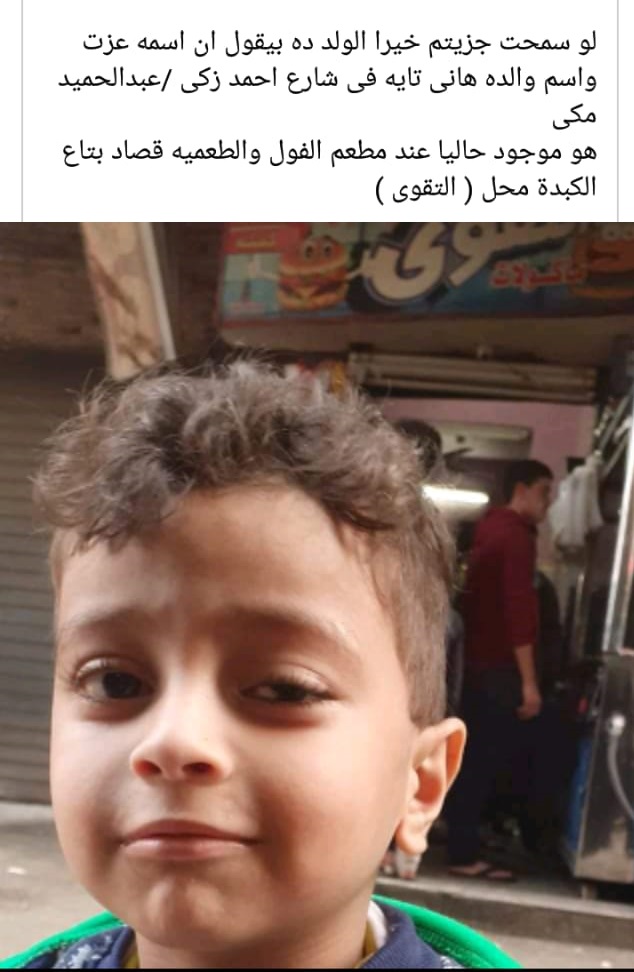 لو سمحت جزيتم خيرا الولد ده بيقول ان اسمه عزت
واسم والده هانى تايه فى شارع احمد زكى /عبدالحميد
مكى
هو موجود حاليا عند مطعم الفول والطعميه قصاد بتاع
الكبدة محل ( التقوى )